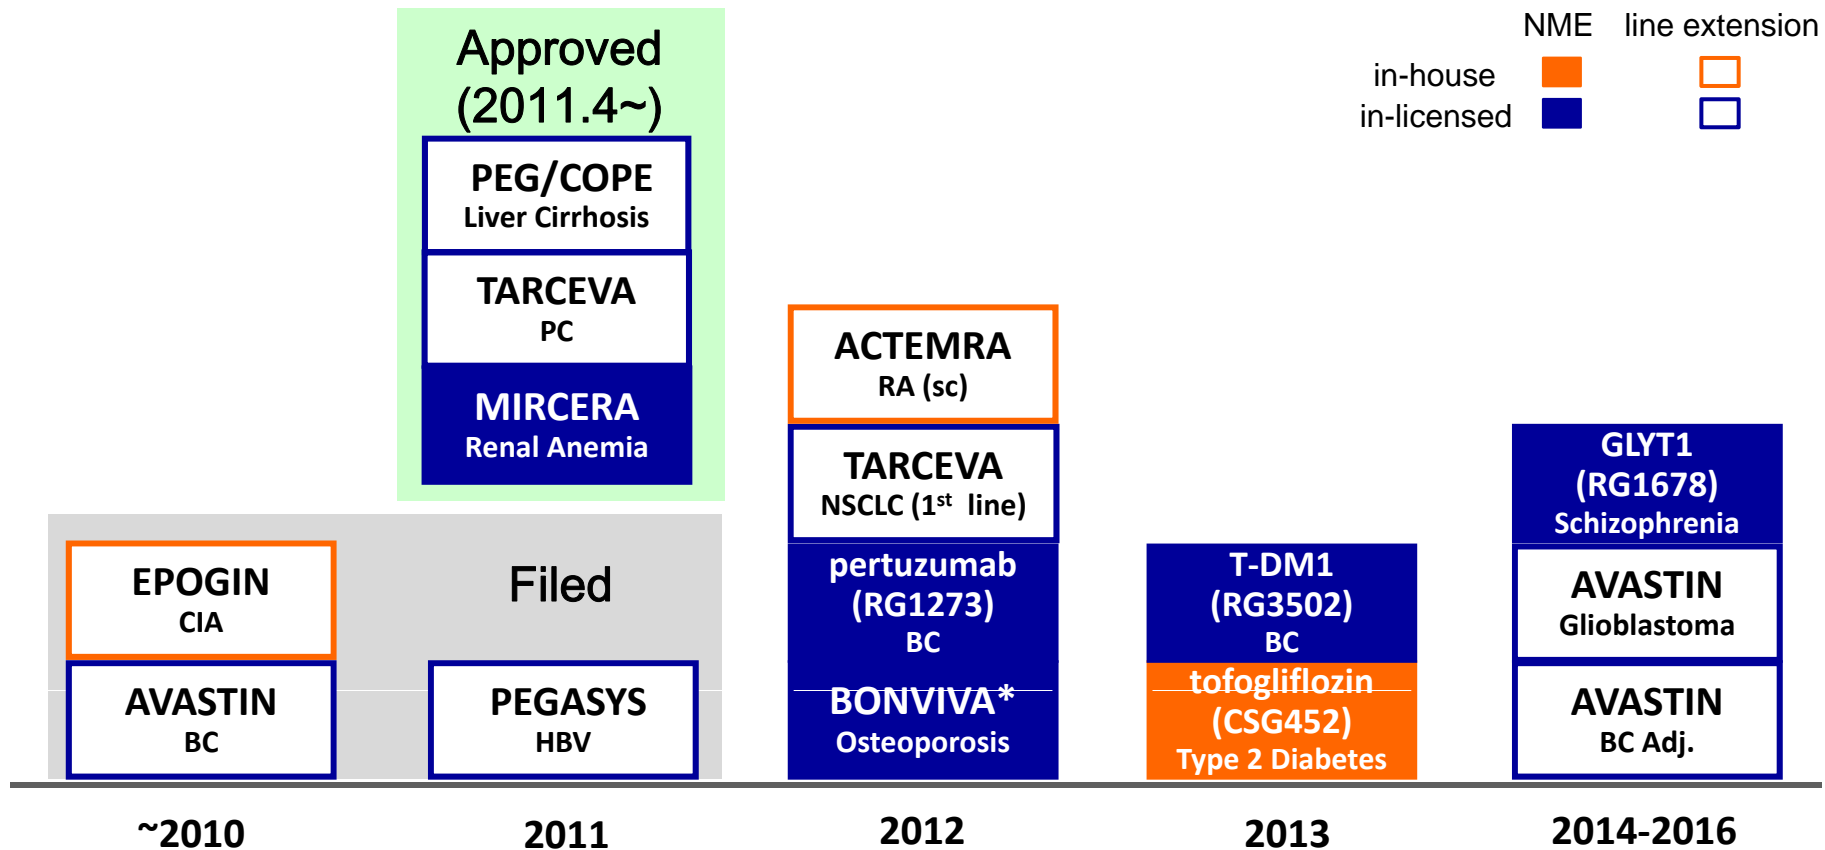 NME line extension
in-house
in-licensed
Approved
(2011.4~)
PEG/COPE
Liver Cirrhosis
TARCEVA
PC
MIRCERA
Renal Anemia
Filed
EPOGIN
CIA
AVASTIN
BC
PEGASYS
HBV
ACTEMRA
RA (sc)
TARCEVA
NSCLC (1st line)
pertuzumab
(RG1273)
BC
BONVIVA*
Osteoporosis
T-DM1
(RG3502)
BC
tofogliflozin
(CSG452)
Type 2 Diabetes
GLYT1
(RG1678)
Schizophrenia
AVASTIN
Glioblastoma
AVASTIN
BC Adj.
~2010 2011 2012 2013 2014-2016